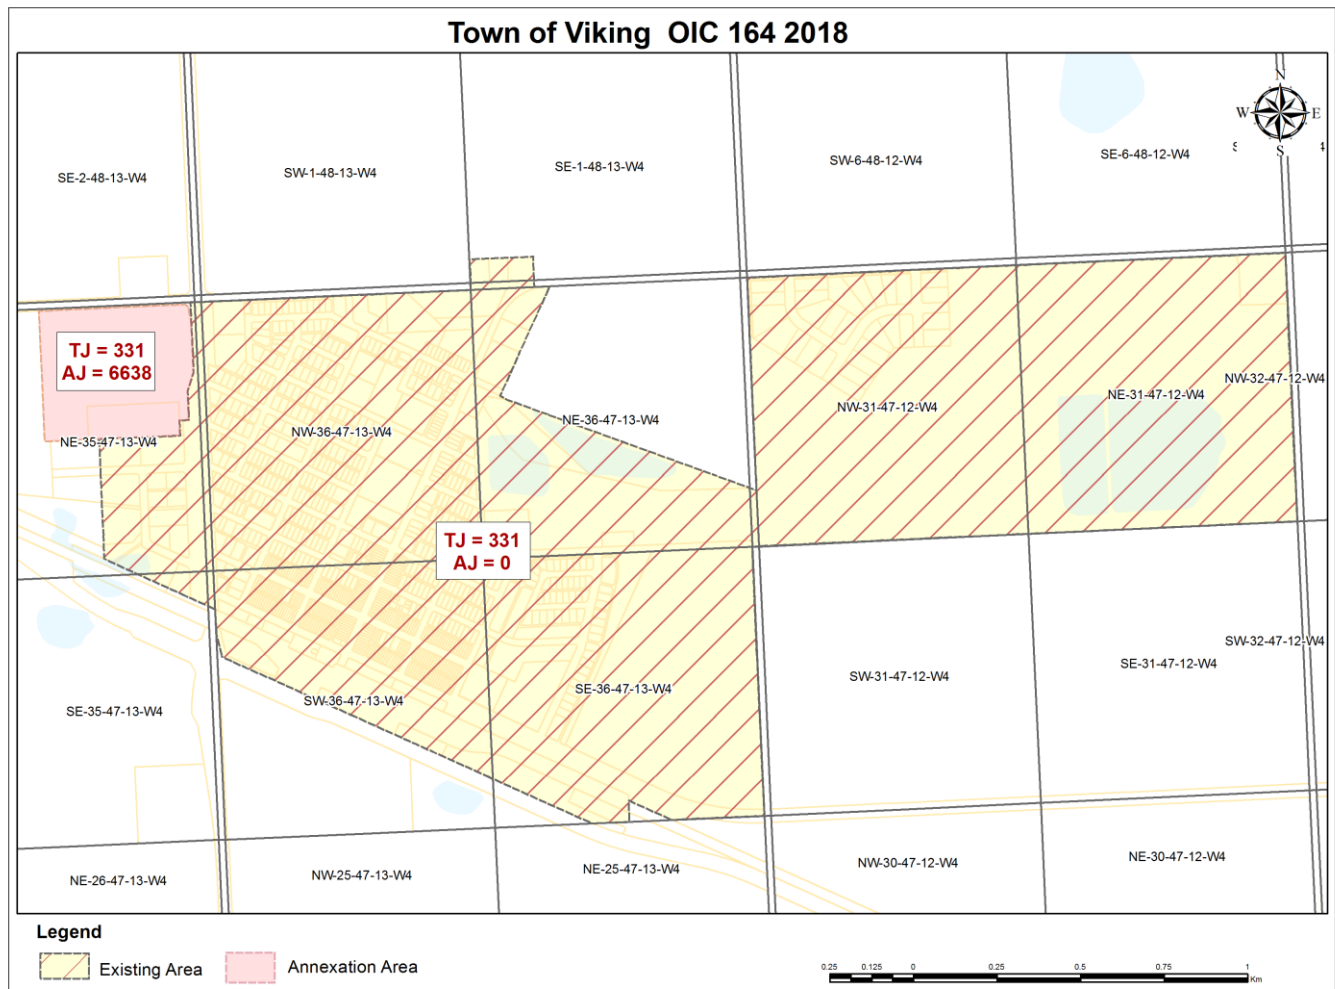 Town of Viking OIC 164 2018
N
W E
S
SE-2-48-13-W4
SW-1-48-13-W4
SE-1-48-13-W4
SW-6-48-12-W4
SE-6-48-12-W4
TJ = 331
AJ = 6638
NE-35-47-13-W4
NW-36-47-13-W4
NE-36-47-13-W4
NW-31-47-12-W4
NE-31-47-12-W4
NW-32-47-12-W4
TJ = 331
AJ = 0
SE-35-47-13-W4
SW-36-47-13-W4
SE-36-47-13-W4
SW-31-47-12-W4
SE-31-47-12-W4
SW-32-47-12-W4
NE-26-47-13-W4
NW-25-47-13-W4
NE-25-47-13-W4
NW-30-47-12-W4
NE-30-47-12-W4
Legend
Existing Area
Annexation Area
0.25 0.125 0 0.25 0.5 0.75 1
Km